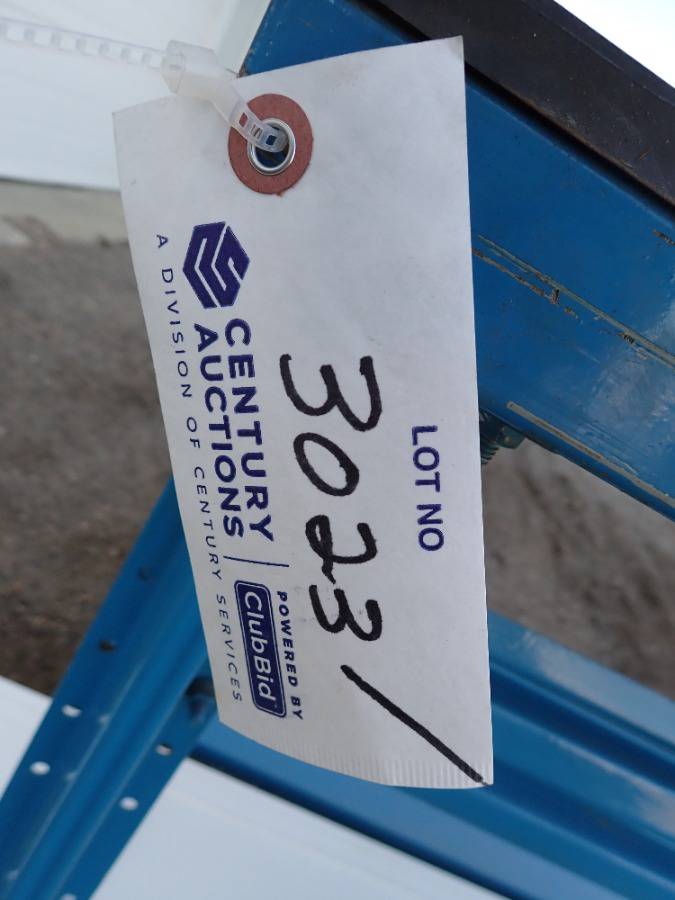 LOT NO
3023/
CENTURY
AUCTIONS
POWERED BY
ClubBid
A DIVISION OF CENTURY SERVICES